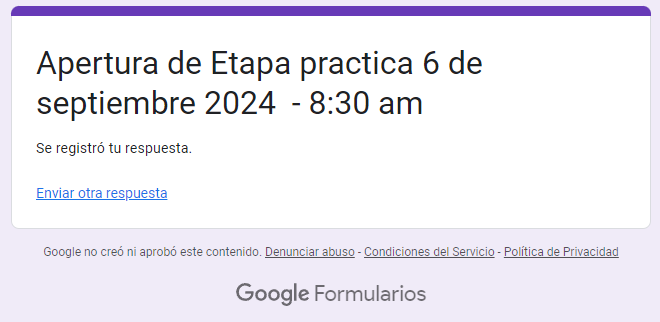 Apertura de Etapa practica 6 de
septiembre 2024 - 8:30 am
Se registró tu respuesta.
Enviar otra respuesta
Google no creó ni aprobó este contenido. Denunciar abuso - Condiciones del Servicio - Política de Privacidad
Google Formularios